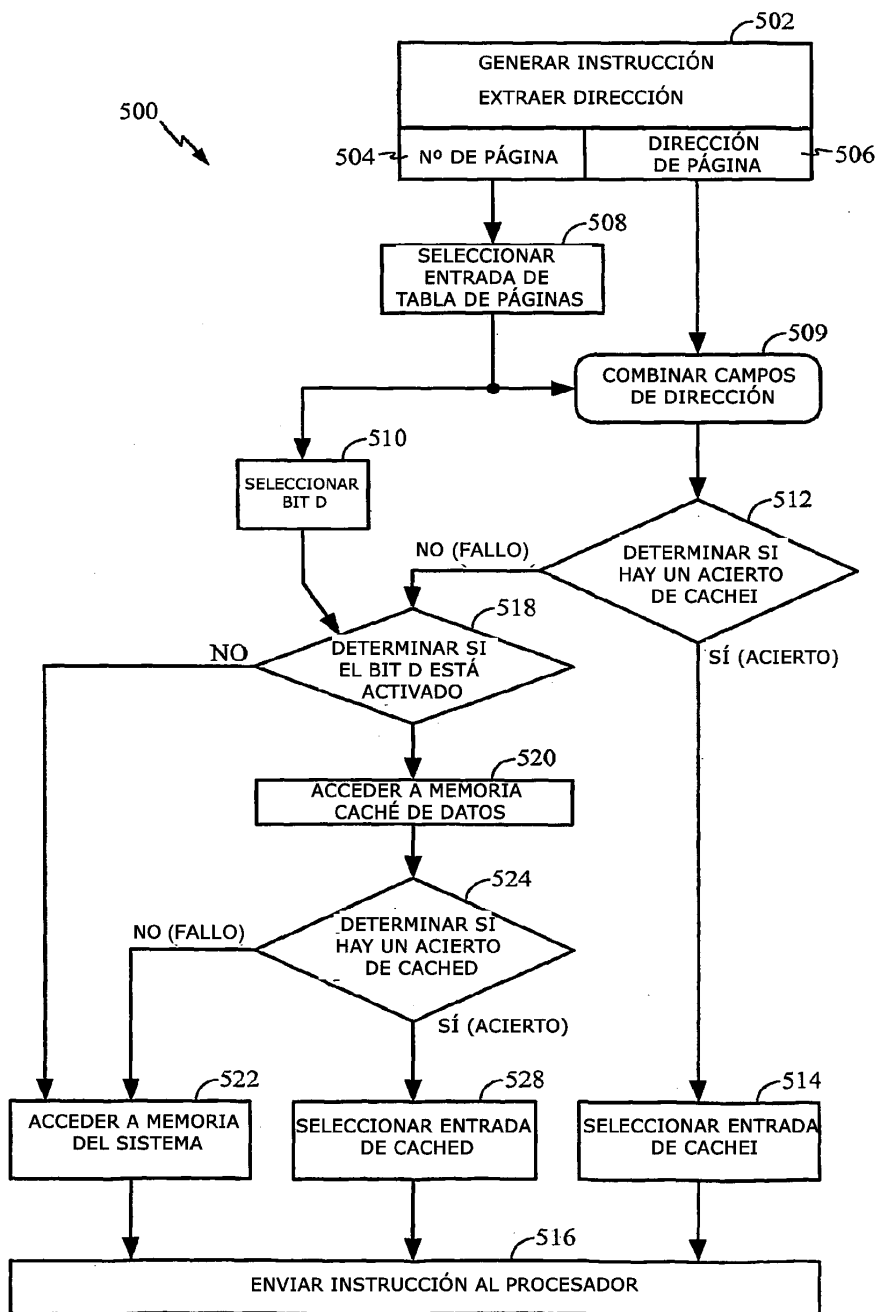 502
GENERAR INSTRUCCIÓN
EXTRAER DIRECCIÓN
500
504
Nº DE PÁGINA
DIRECCIÓN
DE PÁGINA
506
508
SELECCIONAR
ENTRADA DE
TABLA DE PÁGINAS
509
COMBINAR CAMPOS
DE DIRECCIÓN
510
SELECCIONAR
BIT D
512
NO (FALLO)
DETERMINAR SI
HAY UN ACIERTO
DE CACHEI
518
NO
DETERMINAR SI
EL BIT D ESTÁ
ACTIVADO
SÍ (ACIERTO)
520
ACCEDER A MEMORIA
CACHÉ DE DATOS
524
NO (FALLO)
DETERMINAR SÍ
HAY UN ACIERTO
DE CACHED
SÍ (ACIERTO)
522
ACCEDER A MEMORIA
DEL SISTEMA
528
SELECCIONAR ENTRADA
DE CACHED
514
SELECCIONAR ENTRADA
DE CACHEI
516
ENVIAR INSTRUCCIÓN AL PROCESADOR